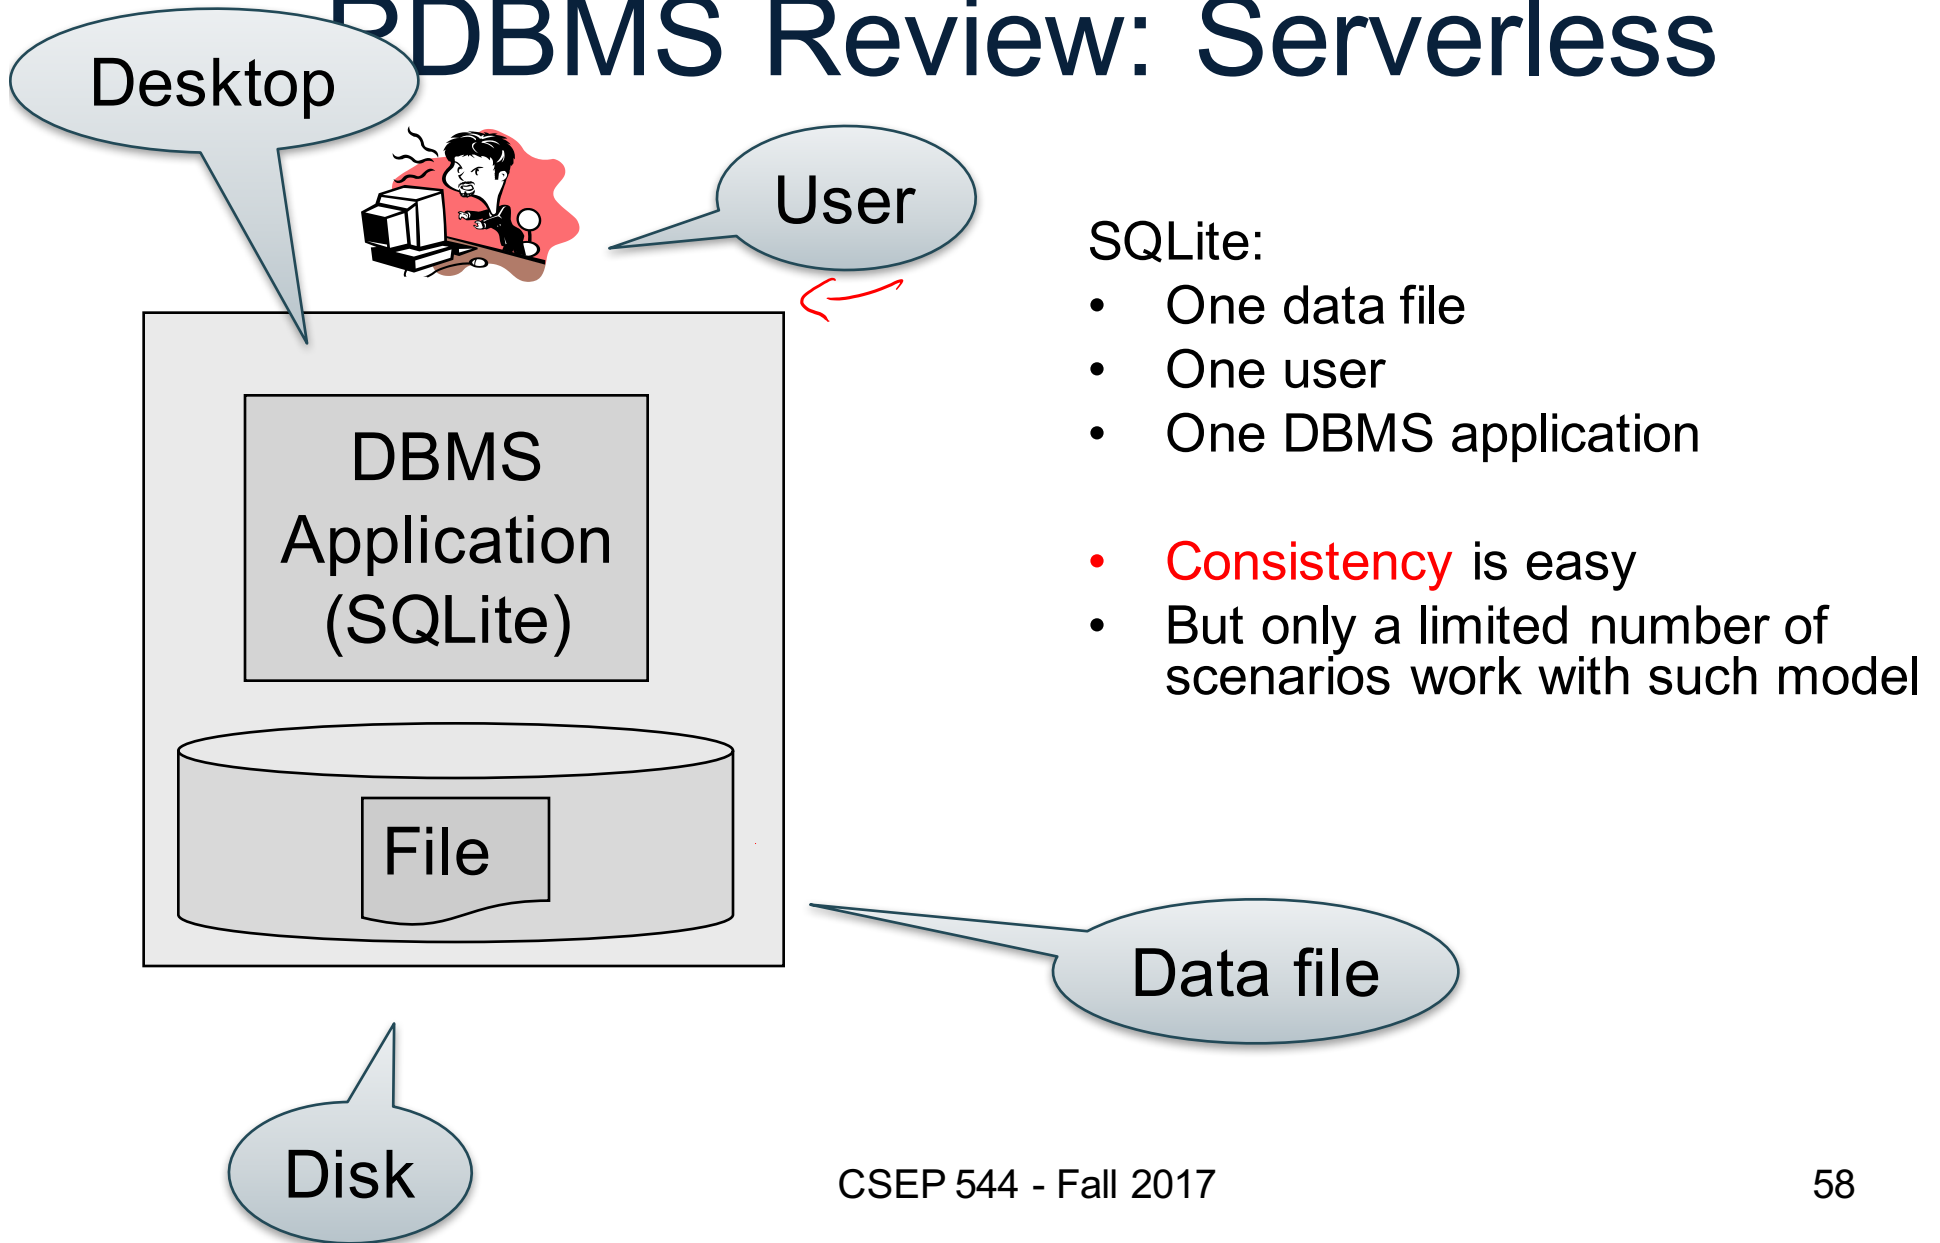 RDBMS Review: Serverless
Desktop
User
SQLite:
• One data file
• One user
• One DBMS application
• Consistency is easy
• But only a limited number of
scenarios work with such model
DBMS
Application
(SQLite)
File
Data file
Disk
CSEP 544 - Fall 2017
58